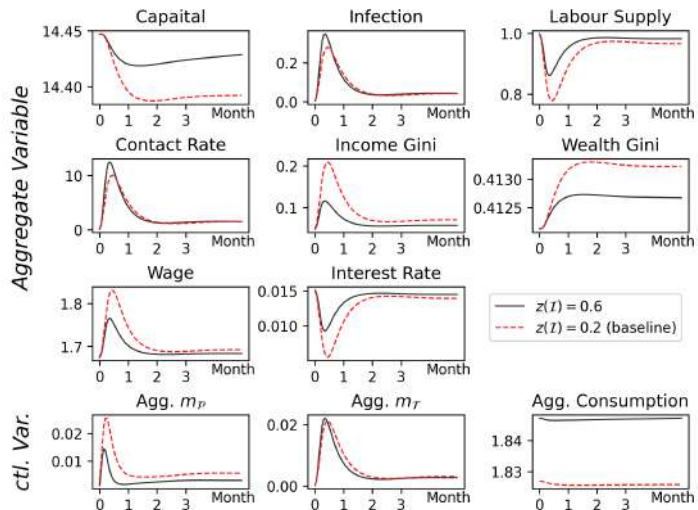 Capaital
Infection
Labour Supply
14.45
14.40
Month
0 1 2 3
0.2
0.0
Month
0 1 2 3
1.0
0.8
Month
0 1 2 3
Aggregate Variable
Contact Rate
Income Gini
Wealth Gini
10
0
Month
0 1 2 3
0.2
0.1
Month
0 1 2 3
0.4130
0.4125
Month
0 1 2 3
Wage
Interest Rate
1.8
1.7
Month
0 1 2 3
0.015
0.010
Month
0 1 2 3
z(I) = 0.6
z(I) = 0.2 (baseline)
ctl. Var.
Agg. m_P
Agg. m_T
Agg. Consumption
0.02
0.01
Month
0 1 2 3
0.02
0.00
Month
0 1 2 3
1.84
1.83
Month
0 1 2 3